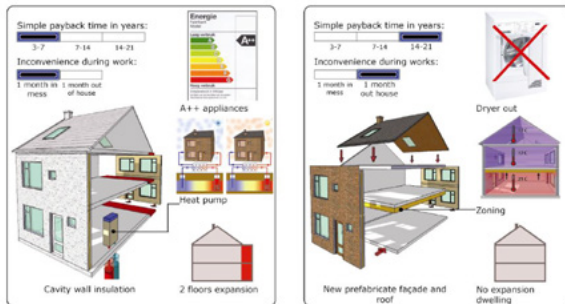 Simple payback time in years:
3-7 7-14 14-21
Inconvenience during work:
1 month in mess
1 month out of house
Energie
A++
A++ appliances
Heat pump
Cavity wall insulation
2 floors expansion
Simple payback time in years:
3-7 7-14 14-21
Inconvenience during works:
1 month in mess
1 month out house
Dryer out
Zoning
New prefabricate façade and roof
No expansion dwelling